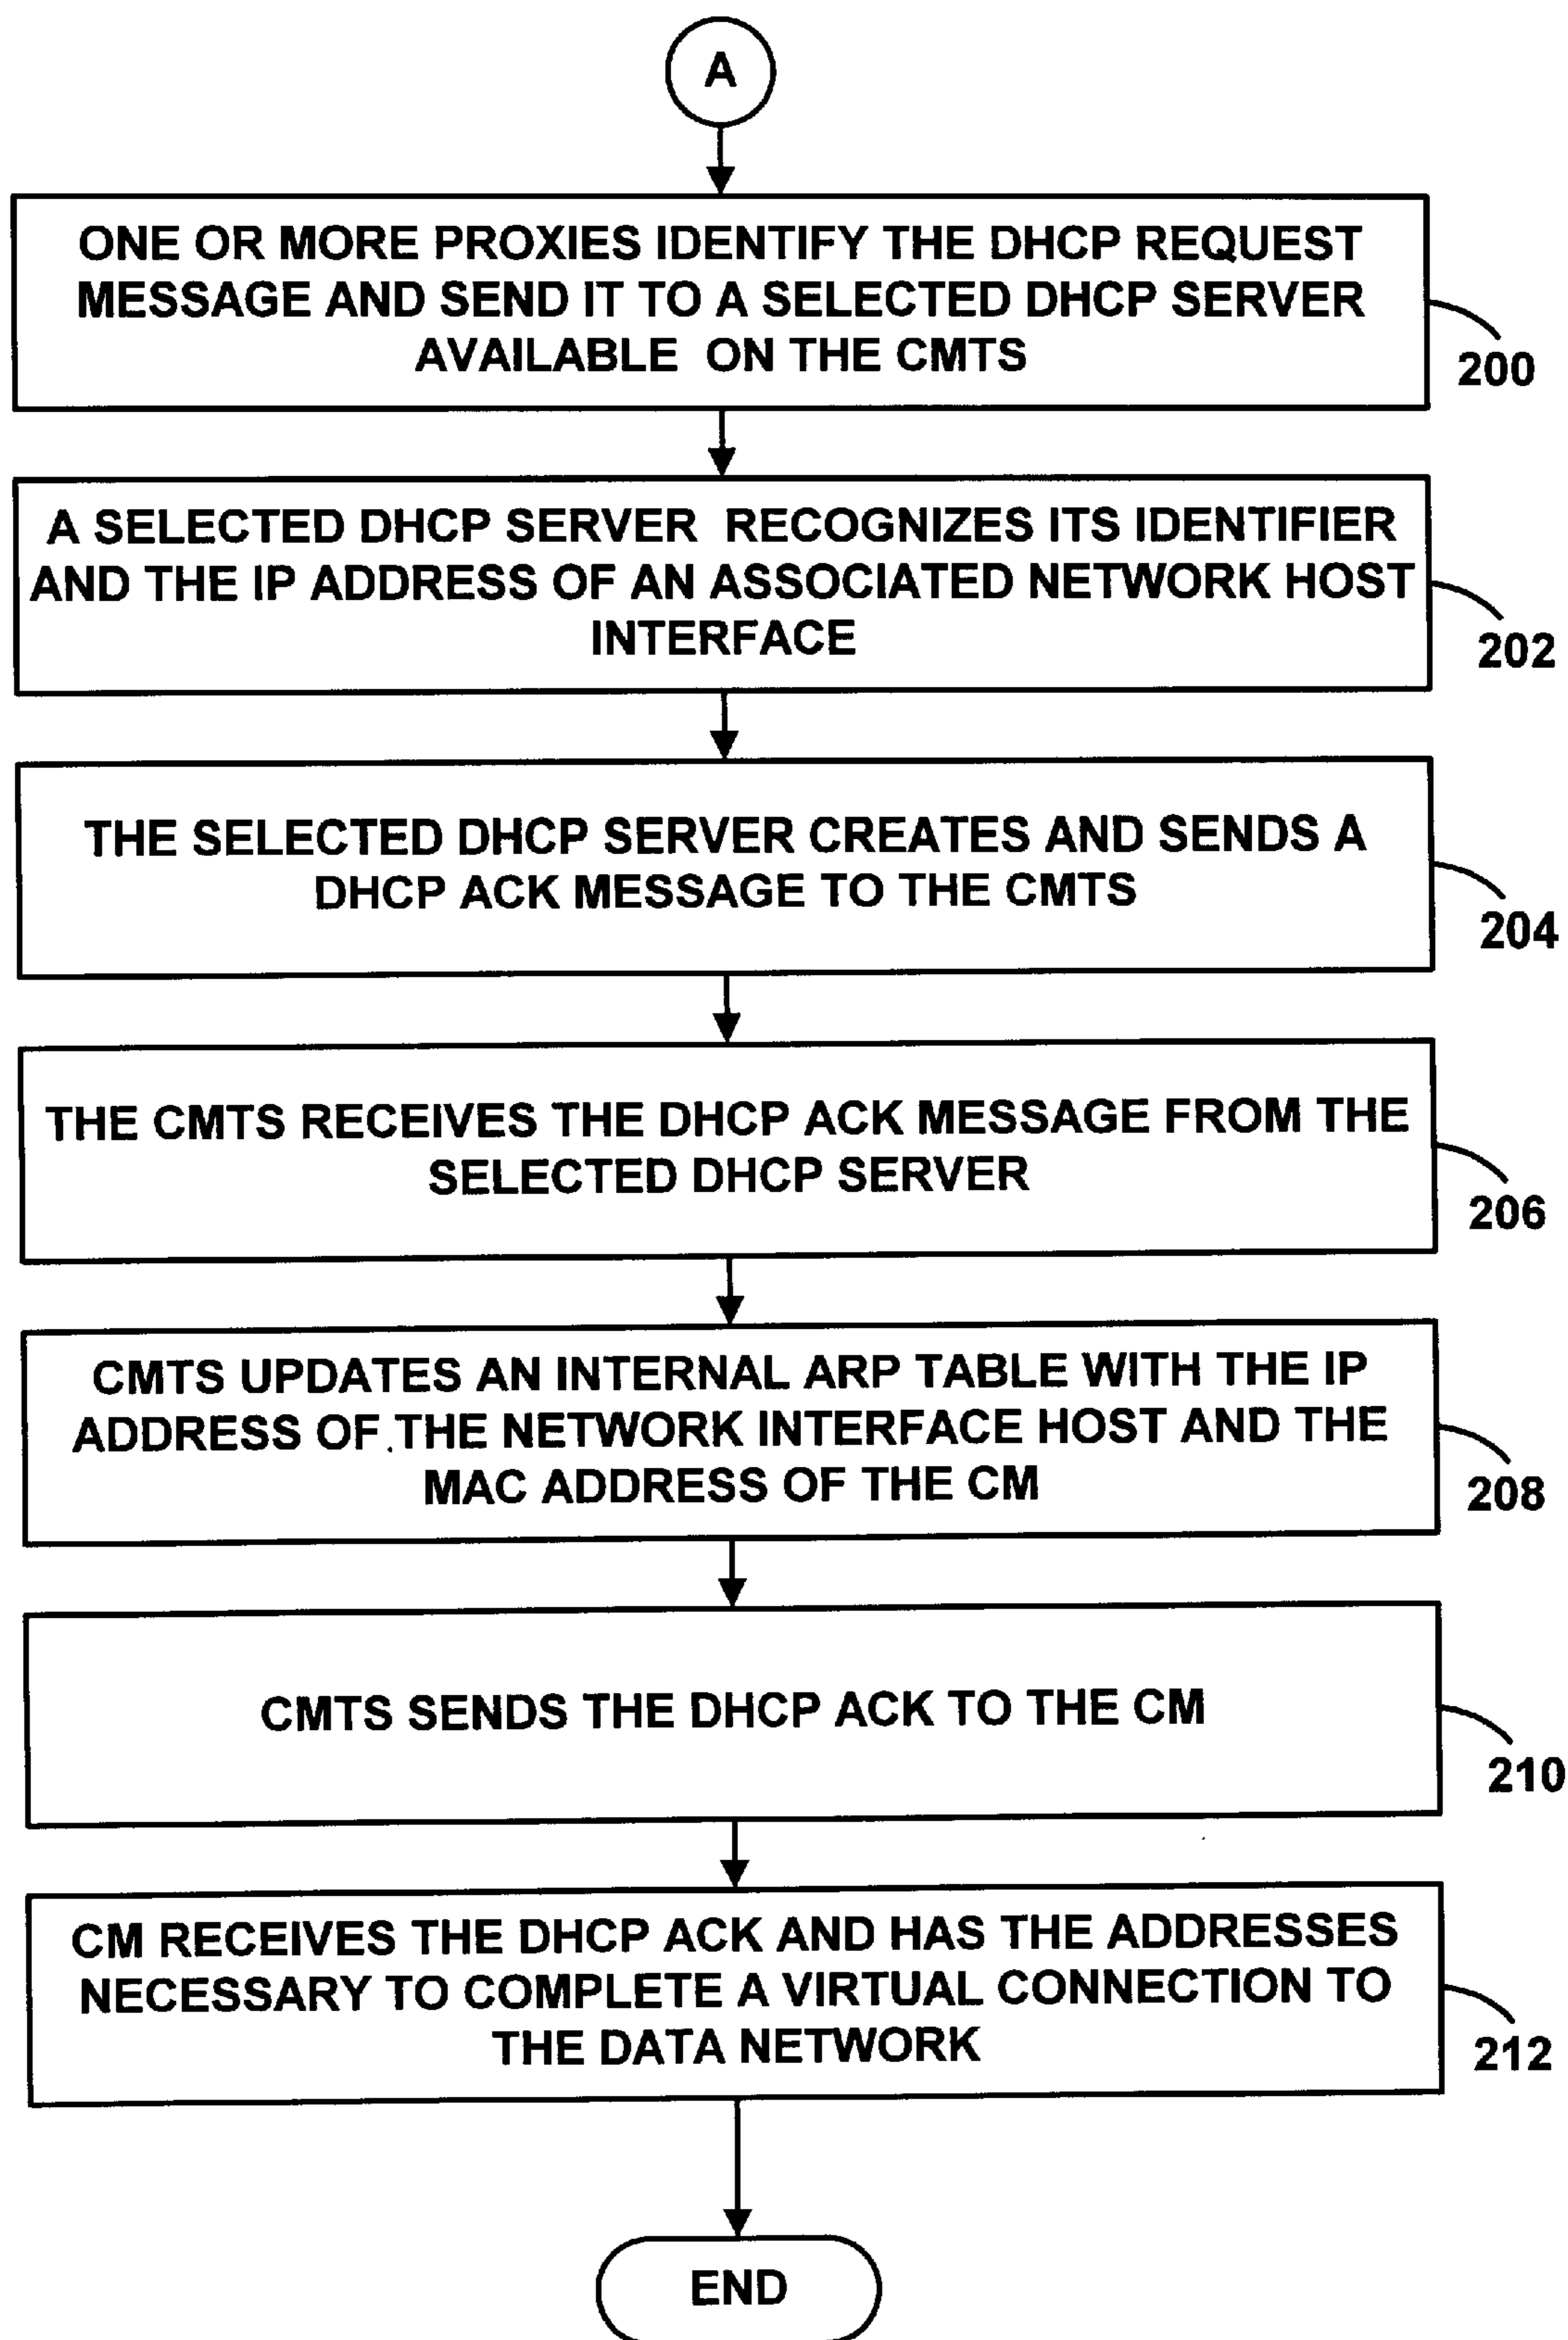 A
ONE OR MORE PROXIES IDENTIFY THE DHCP REQUEST
MESSAGE AND SEND IT TO A SELECTED DHCP SERVER
AVAILABLE ON THE CMTS
200
A SELECTED DHCP SERVER RECOGNIZES ITS IDENTIFIER
AND THE IP ADDRESS OF AN ASSOCIATED NETWORK HOST
INTERFACE
202
THE SELECTED DHCP SERVER CREATES AND SENDS A
DHCP ACK MESSAGE TO THE CMTS
204
THE CMTS RECEIVES THE DHCP ACK MESSAGE FROM THE
SELECTED DHCP SERVER
206
CMTS UPDATES AN INTERNAL ARP TABLE WITH THE IP
ADDRESS OF THE NETWORK INTERFACE HOST AND THE
MAC ADDRESS OF THE CM
208
CMTS SENDS THE DHCP ACK TO THE CM
210
CM RECEIVES THE DHCP ACK AND HAS THE ADDRESSES
NECESSARY TO COMPLETE A VIRTUAL CONNECTION TO
THE DATA NETWORK
212
END